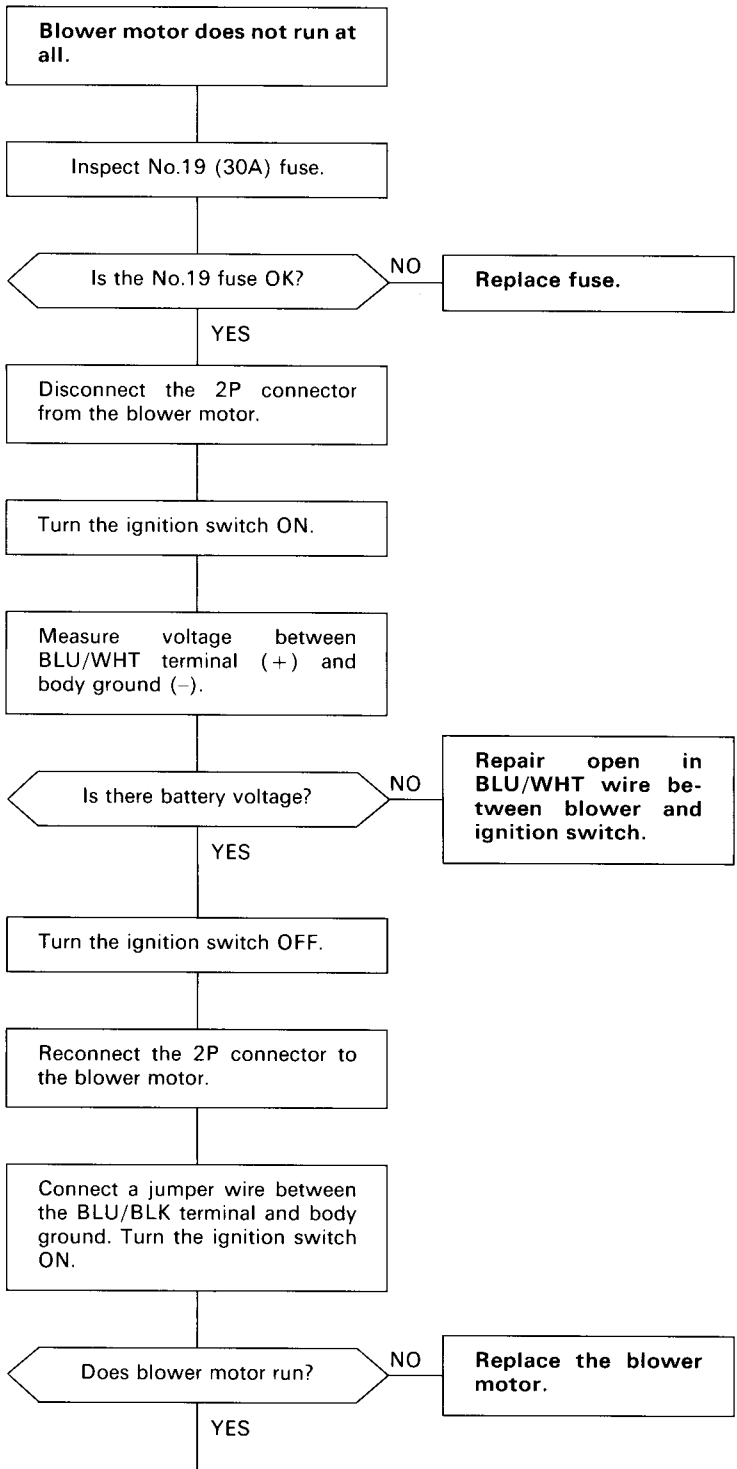 Blower motor does not run at
all.
Inspect No.19 (30A) fuse.
Is the No.19 fuse OK?
NO
Replace fuse.
YES
Disconnect the 2P connector
from the blower motor.
Turn the ignition switch ON.
Measure voltage between
BLU/WHT terminal (+) and
body ground (–).
Is there battery voltage?
NO
Repair open in
BLU/WHT wire be-
tween blower and
ignition switch.
YES
Turn the ignition switch OFF.
Reconnect the 2P connector to
the blower motor.
Connect a jumper wire between
the BLU/BLK terminal and body
ground. Turn the ignition switch
ON.
Does blower motor run?
NO
Replace the blower
motor.
YES